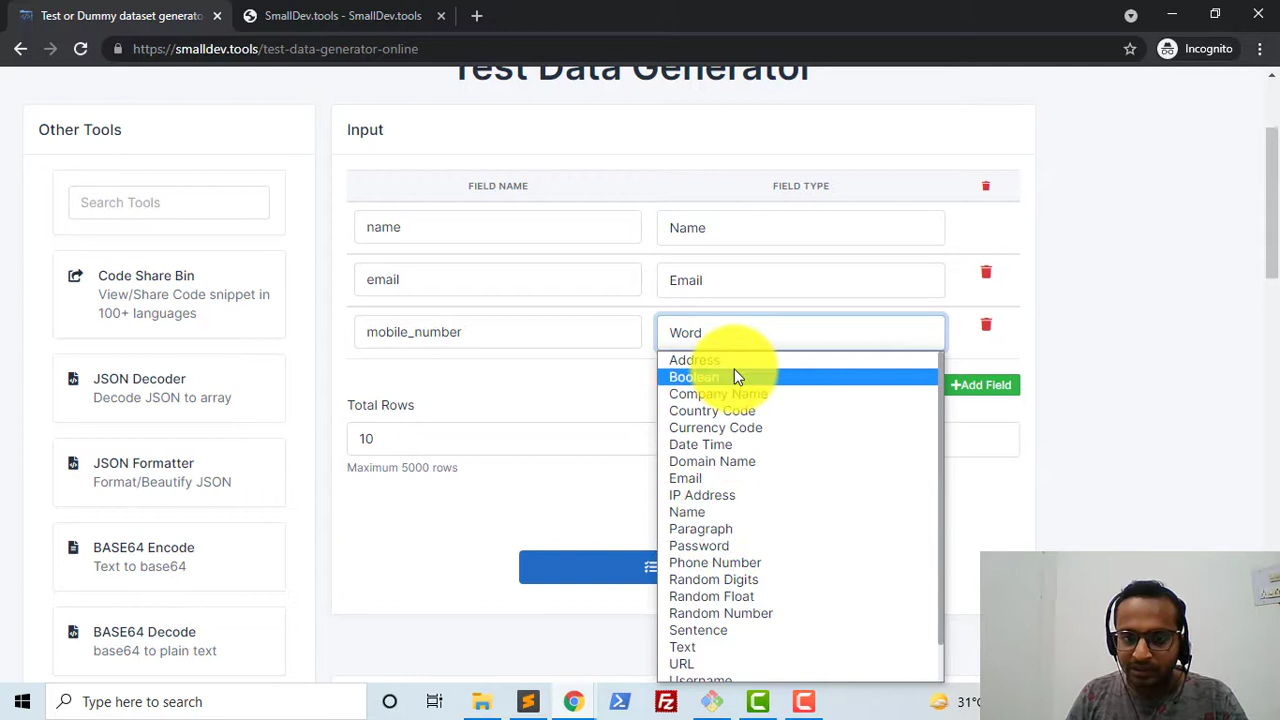 Test or Dummy dataset generato
SmallDev.tools - SmallDev.tools
https://smalldev.tools/test-data-generator-online
Incognito
Test Data Generator
Other Tools
Search Tools
Code Share Bin
View/Share Code snippet in
100+ languages
JSON Decoder
Decode JSON to array
JSON Formatter
Format/Beautify JSON
BASE64 Encode
Text to base64
BASE64 Decode
base64 to plain text
Input
FIELD NAME
FIELD TYPE
name
Name
email
Email
mobile_number
Word
Address
Boolean
Company Name
Country Code
Currency Code
Date Time
Domain Name
Email
IP Address
Name
Paragraph
Password
Phone Number
Random Digits
Random Float
Random Number
Sentence
Text
URL
Username
+Add Field
Total Rows
10
Maximum 5000 rows
Type here to search
31°C